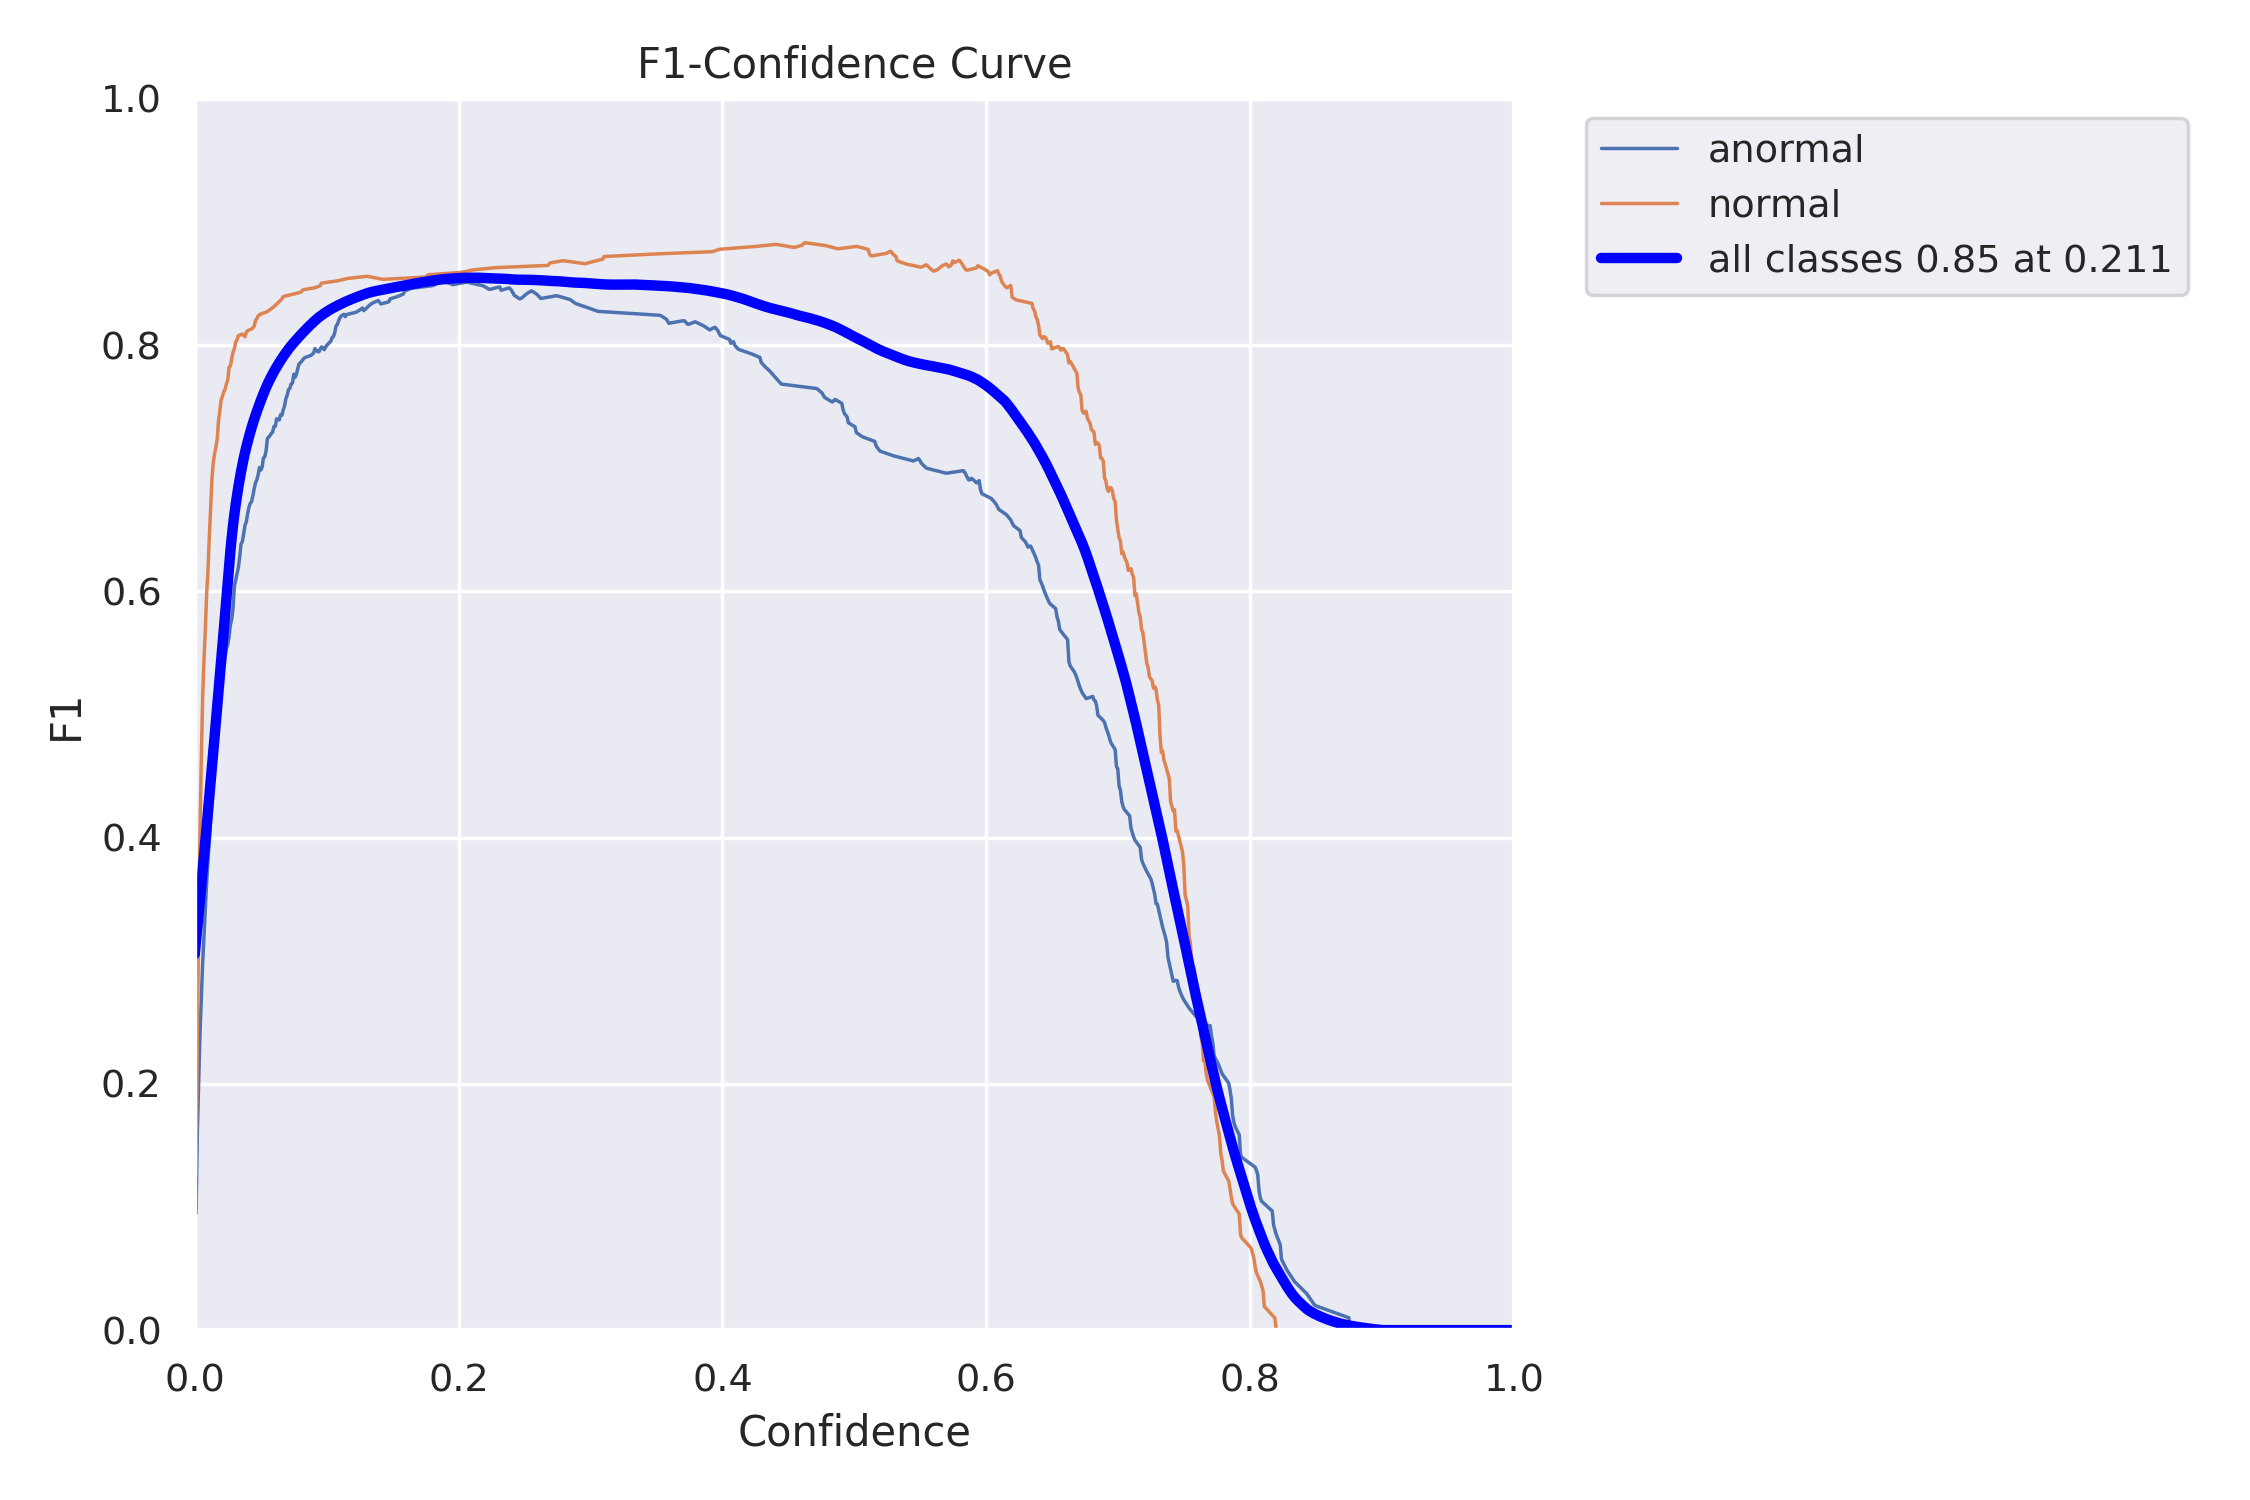 F1-Confidence Curve
1.0
0.8
0.6
0.4
0.2
0.0
F1
0.0 0.2 0.4 0.6 0.8 1.0
Confidence
anormal
normal
all classes 0.85 at 0.211